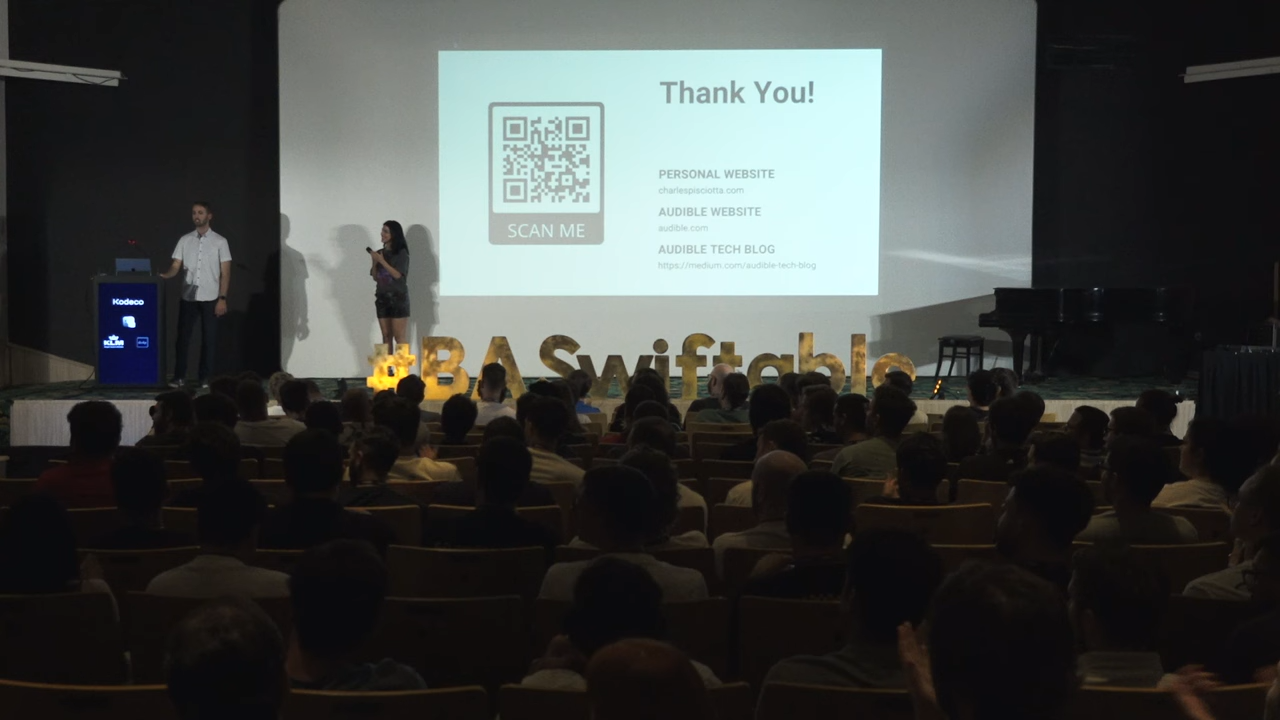 Thank You!
PERSONAL WEBSITE
charlespisciotta.com
AUDIBLE WEBSITE
audible.com
AUDIBLE TECH BLOG
https://medium.com/audible-tech-blog
SCAN ME
Kodeco
KLM
#BASwiftable